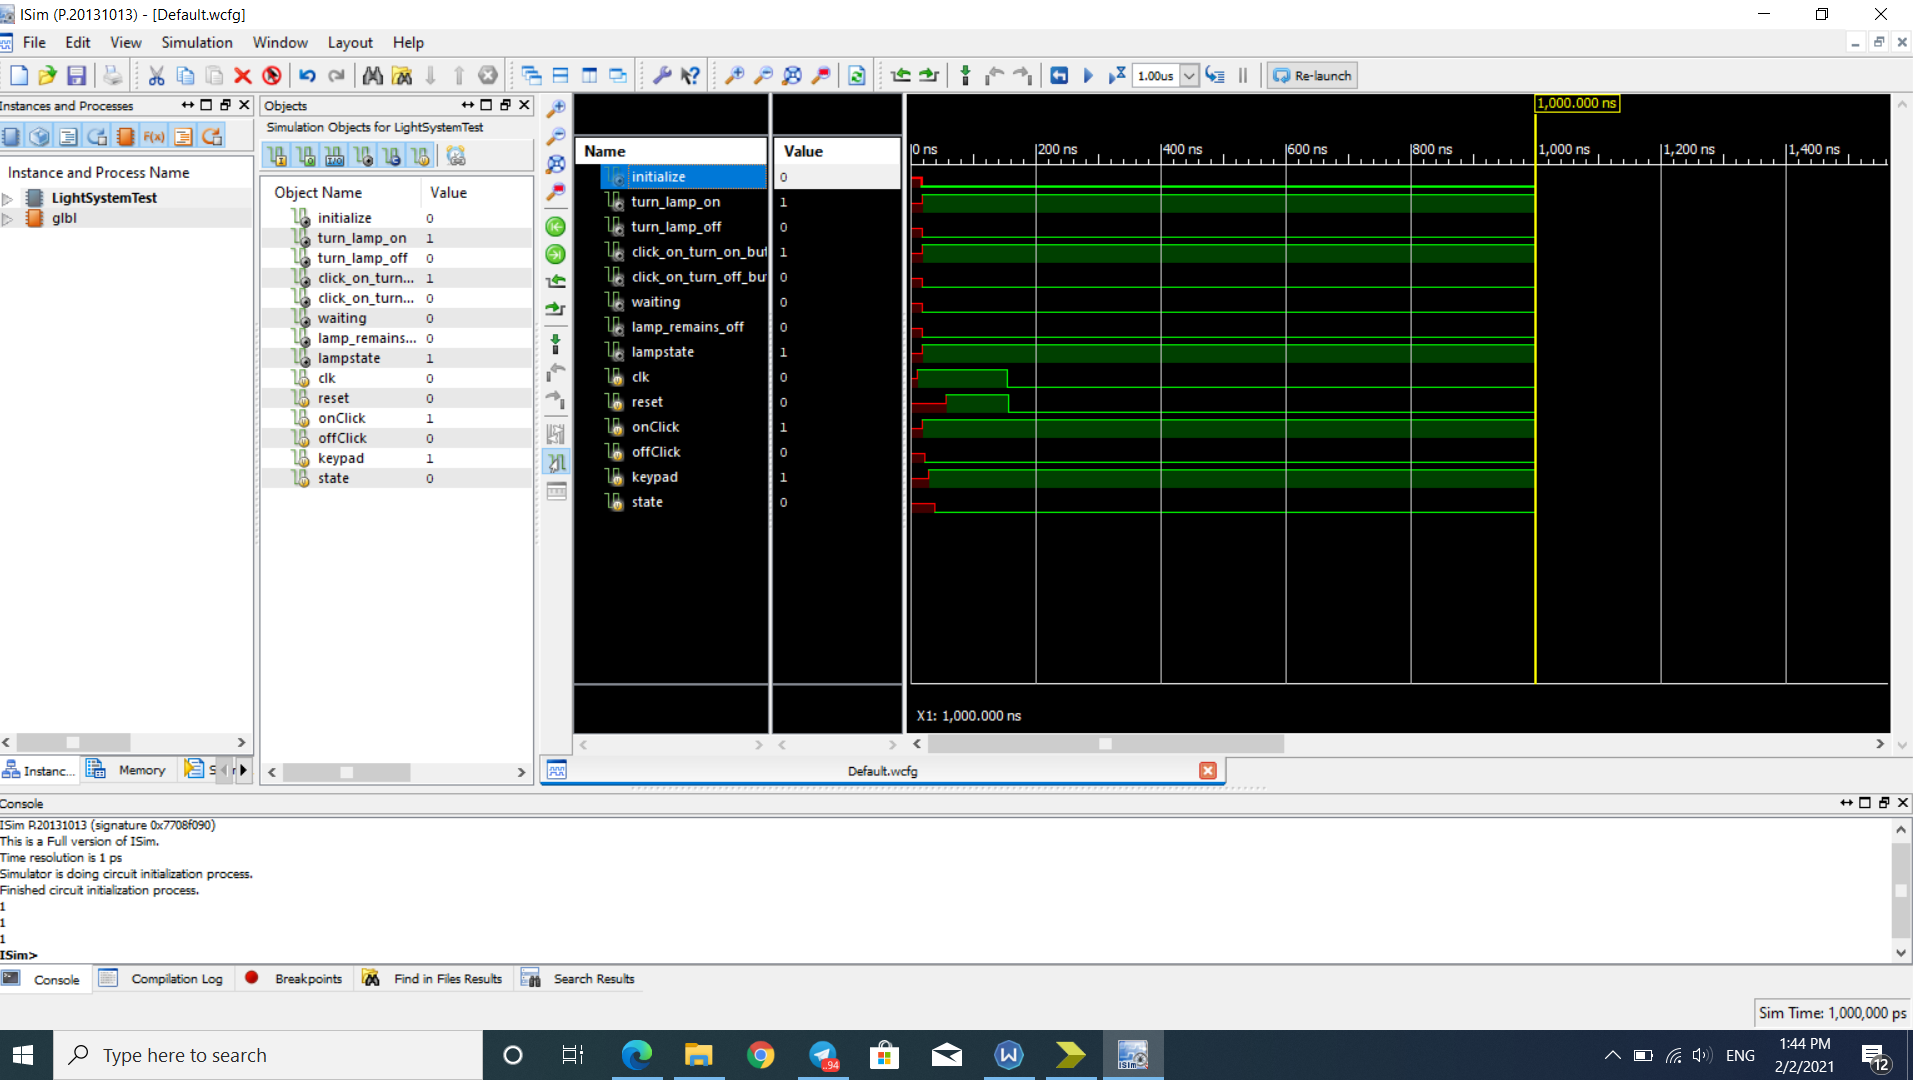 ISim (P.20131013) - [Default.wcfg]
File Edit View Simulation Window Layout Help
1.00us Re-launch
Instances and Processes
Instance and Process Name
LightSystemTest
glbl
Instanc... Memory
Objects
Simulation Objects for LightSystemTest
Object Name Value
initialize 0
turn_lamp_on 1
turn_lamp_off 0
click_on_turn... 1
click_on_turn... 0
waiting 0
lamp_remains... 0
lampstate 1
clk 0
reset 0
onClick 1
offClick 0
keypad 1
state 0
Name Value
initialize 0
turn_lamp_on 1
turn_lamp_off 0
click_on_turn_on_but 1
click_on_turn_off_bu 0
waiting 0
lamp_remains_off 0
lampstate 1
clk 0
reset 0
onClick 1
offClick 0
keypad 1
state 0
1,000.000 ns
0 ns 200 ns 400 ns 600 ns 800 ns 1,000 ns 1,200 ns 1,400 ns
X1: 1,000.000 ns
Default.wcfg
Console
ISim P.20131013 (signature 0x7708f090)
This is a Full version of ISim.
Time resolution is 1 ps
Simulator is doing circuit initialization process.
Finished circuit initialization process.
1
1
1
ISim>
Console Compilation Log Breakpoints Find in Files Results Search Results
Sim Time: 1,000,000 ps
Type here to search
..94
ENG
1:44 PM
2/2/2021
12